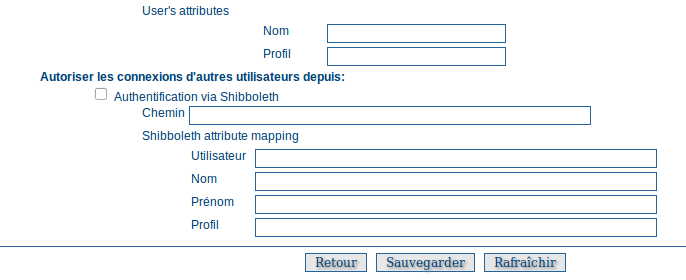 User's attributes
Nom
Profil
Autoriser les connexions d'autres utilisateurs depuis:
Authentification via Shibboleth
Chemin
Shibboleth attribute mapping
Utilisateur
Nom
Prénom
Profil
Retour Sauvegarder Rafraîchir